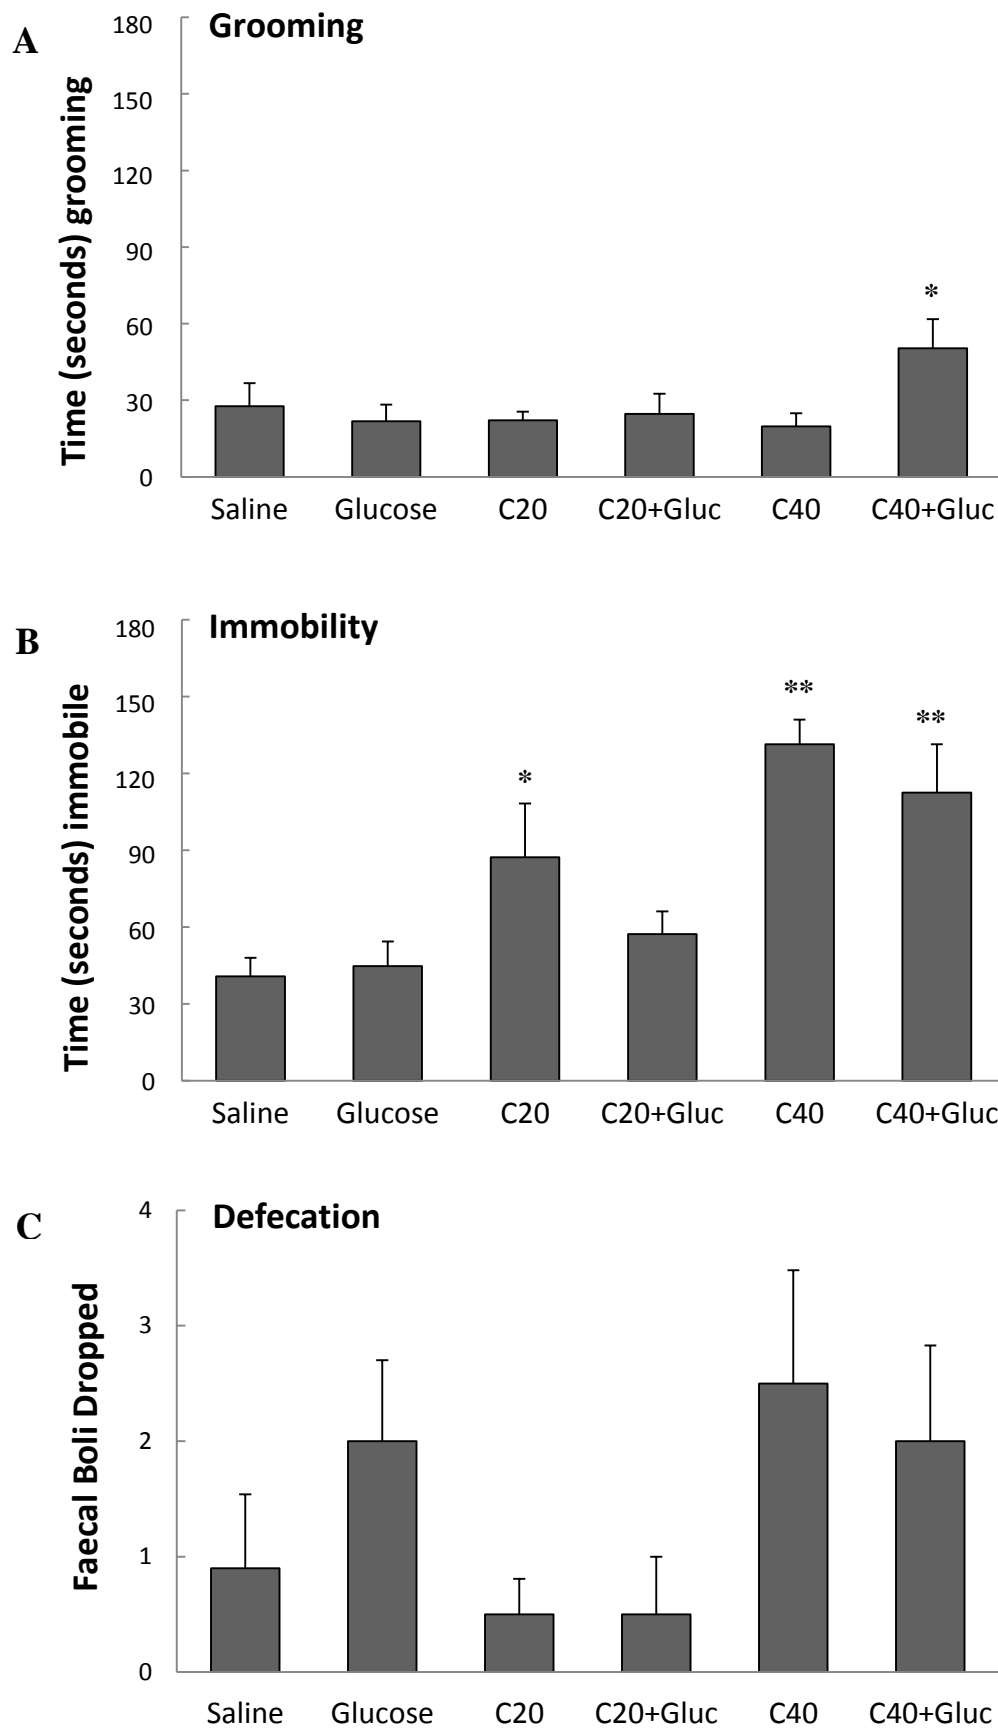 A
Grooming
Time (seconds) grooming
180
150
120
90
60
30
0
*
Saline Glucose C20 C20+Gluc C40 C40+Gluc
B
Immobility
Time (seconds) immobile
180
150
120
90
60
30
0
*
**
**
Saline Glucose C20 C20+Gluc C40 C40+Gluc
C
Defecation
Faecal Boli Dropped
4
3
2
1
0
Saline Glucose C20 C20+Gluc C40 C40+Gluc